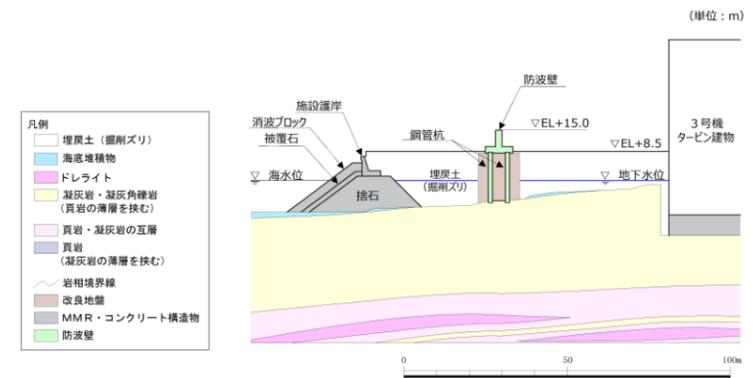 （単位：m）
防波壁
施設護岸
消波ブロック
被覆石
鋼管杭
▽EL+15.0
▽EL+8.5
３号機
タービン建物
▽ 海水位
埋戻土
（掘削ズリ）
▽ 地下水位
捨石
凡例
埋戻土（掘削ズリ）
海底堆積物
ドレライト
凝灰岩・凝灰角礫岩
（頁岩の薄層を挟む）
頁岩・凝灰岩の互層
頁岩
（凝灰岩の薄層を挟む）
岩相境界線
改良地盤
ＭＭＲ・コンクリート構造物
防波壁
0 50 100m